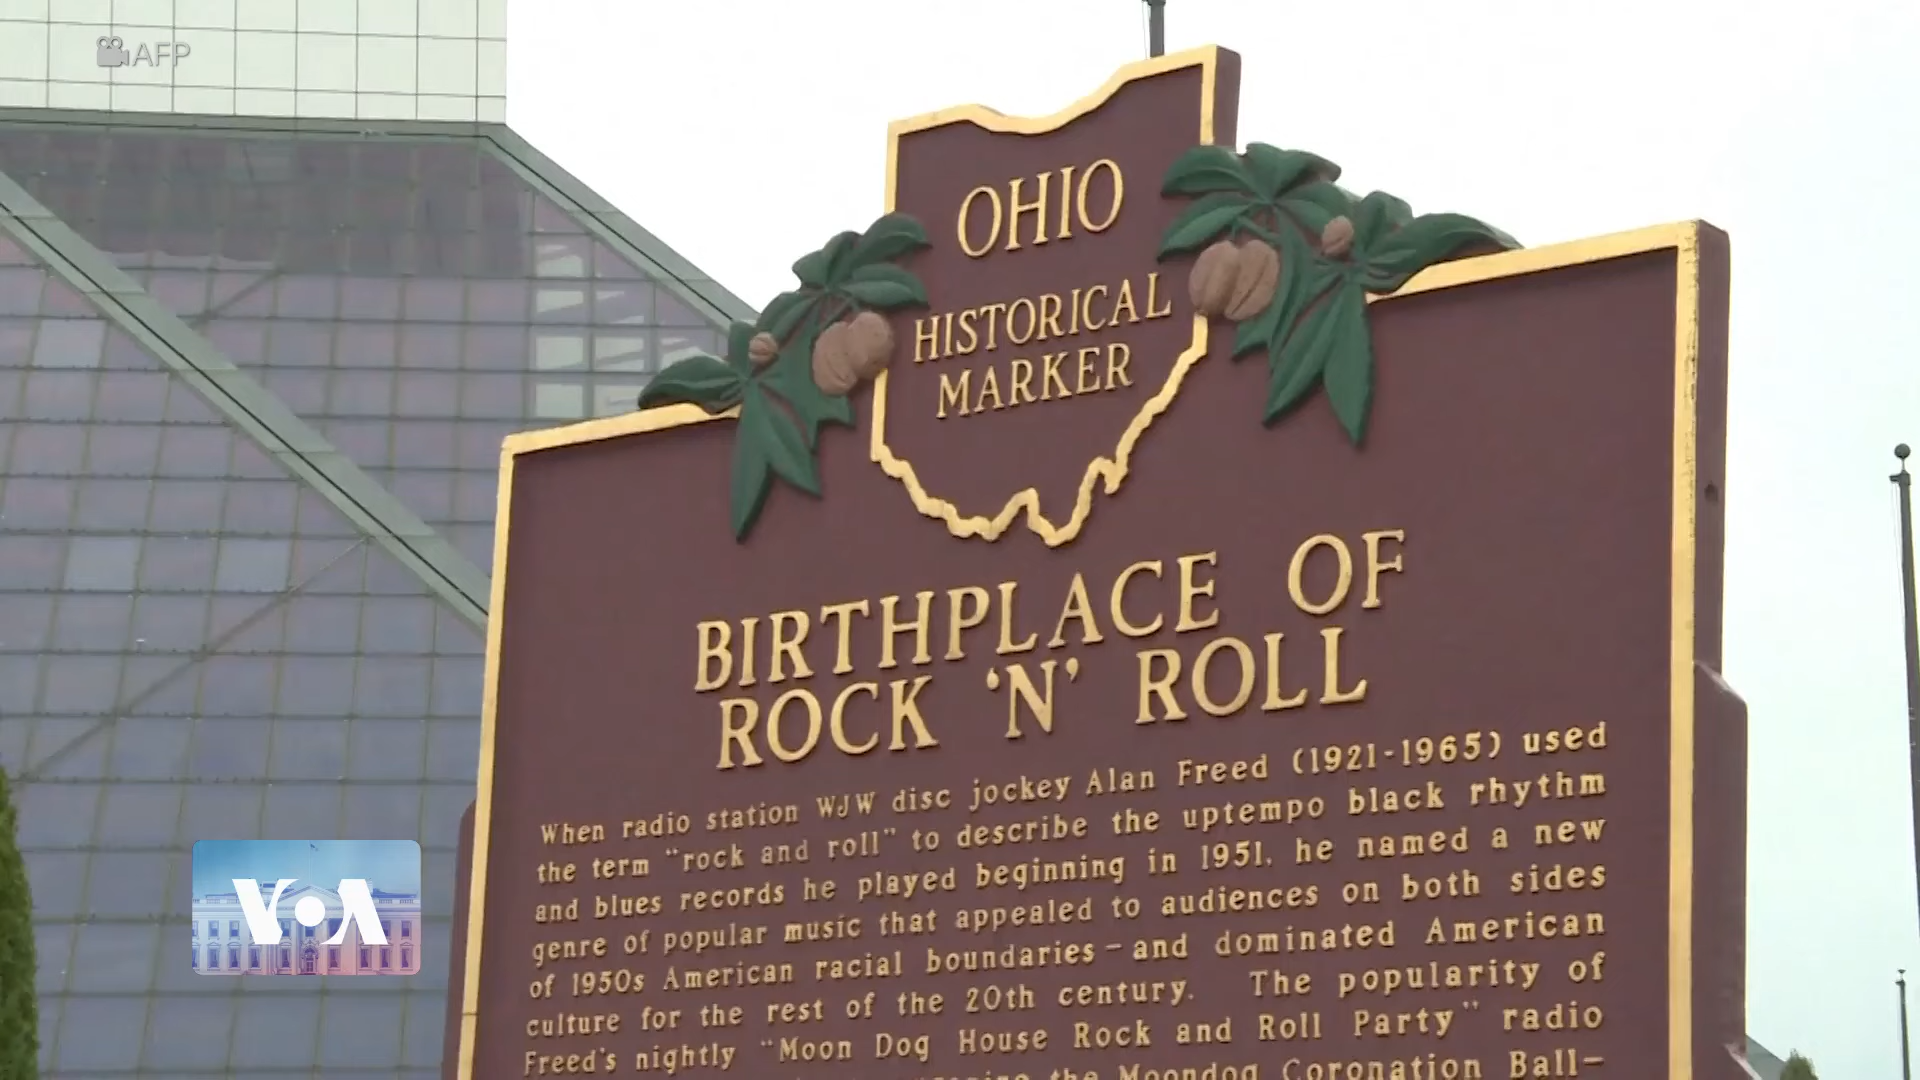 AFP
OHIO
HISTORICAL
MARKER
BIRTHPLACE OF
ROCK 'N' ROLL
When radio station WJW disc jockey Alan Freed (1921-1965) used
the term "rock and roll" to describe the uptempo black rhythm
and blues records he played beginning in 1951, he named a new
genre of popular music that appealed to audiences on both sides
of 1950s American racial boundaries–and dominated American
culture for the rest of the 20th century. The popularity of
Freed's nightly "Moon Dog House Rock and Roll Party" radio
the Moondog Coronation Ball–
VOA